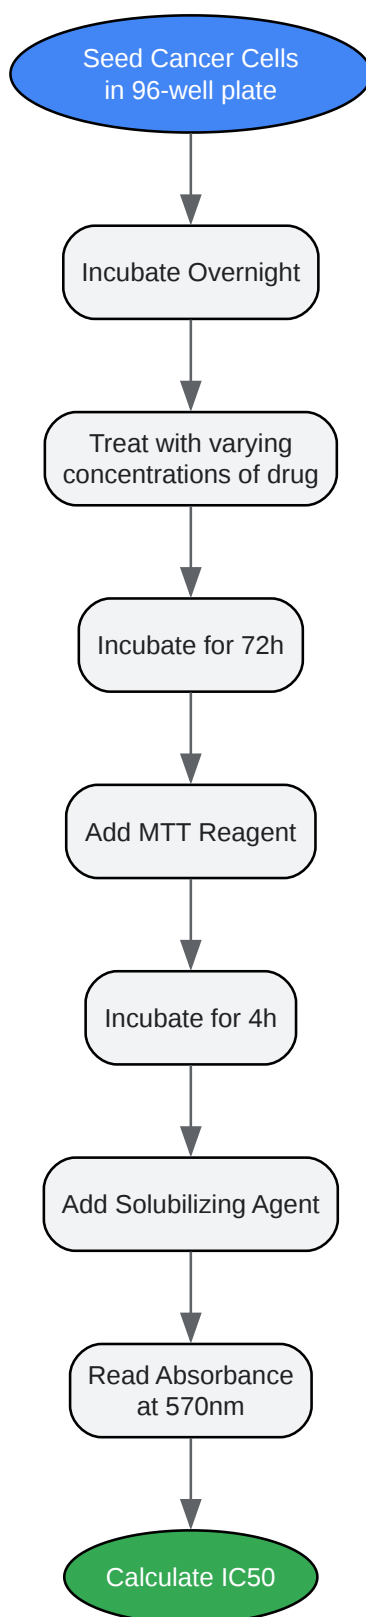 Seed Cancer Cells
in 96-well plate
Incubate Overnight
Treat with varying
concentrations of drug
Incubate for 72h
Add MTT Reagent
Incubate for 4h
Add Solubilizing Agent
Read Absorbance
at 570nm
Calculate IC50